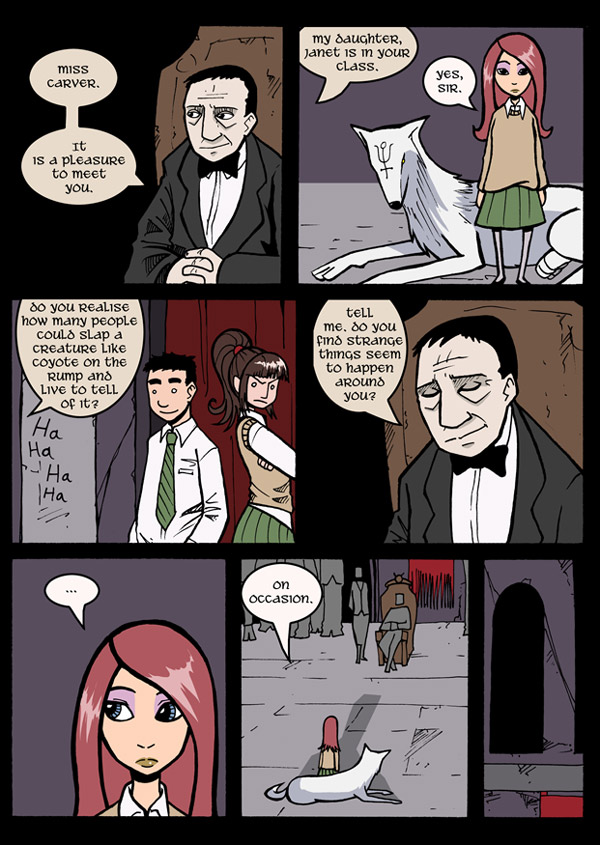 miss
carver.
it
is a pleasure
to meet
you.
my daughter,
janet is in your
class.
yes,
sir.
do you realise
how many people
could slap a
creature like
coyote on the
rump and
live to tell
of it?
Ha
Ha
Ha
Ha
tell
me. do you
find strange
things seem
to happen
around
you?
...
on
occasion.